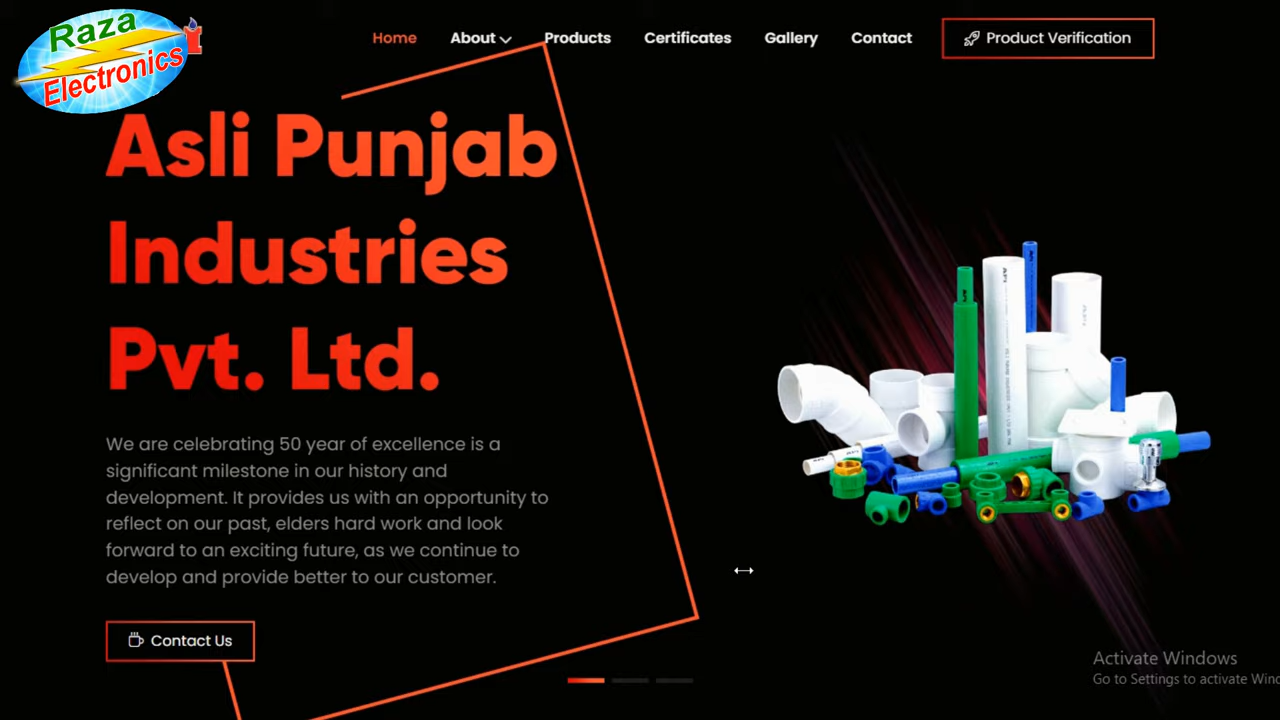 Raza
Electronics
Home About Products Certificates Gallery Contact Product Verification
Asli Punjab
Industries
Pvt. Ltd.
We are celebrating 50 year of excellence is a
significant milestone in our history and
development. It provides us with an opportunity to
reflect on our past, elders hard work and look
forward to an exciting future, as we continue to
develop and provide better to our customer.
Contact Us
Activate Windows
Go to Settings to activate Win